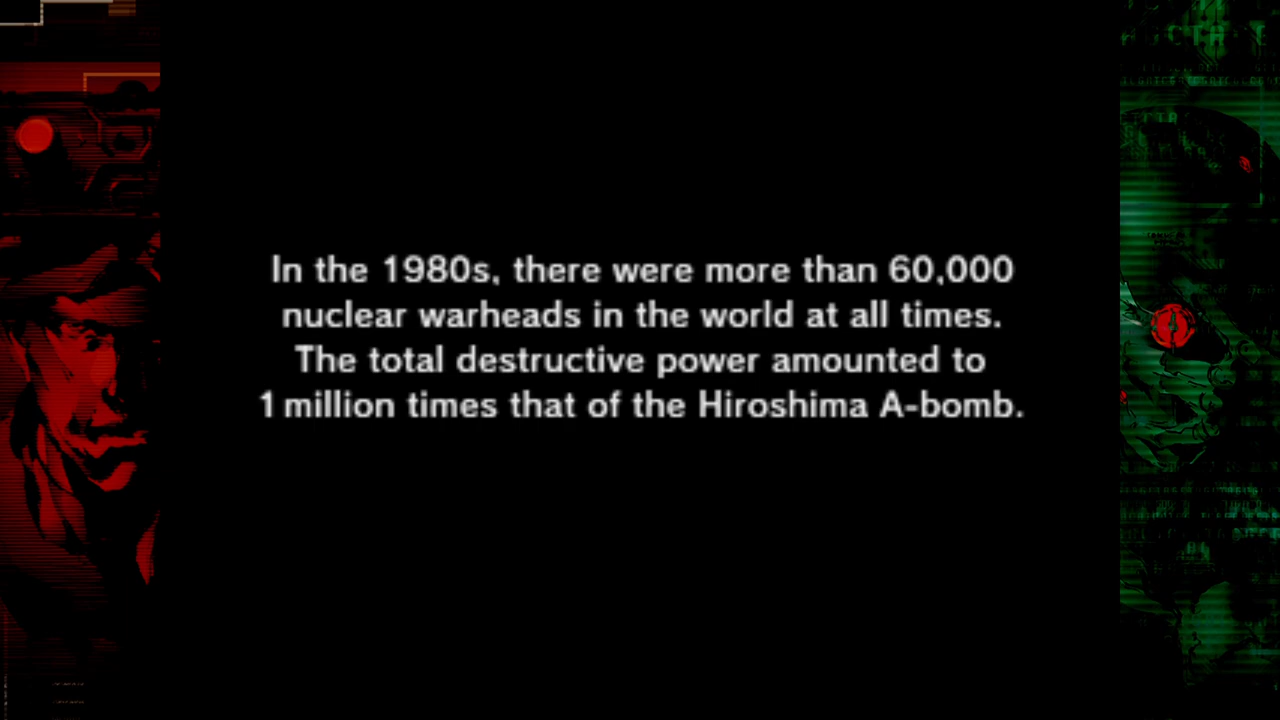 In the 1980s, there were more than 60,000
nuclear warheads in the world at all times.
The total destructive power amounted to
1 million times that of the Hiroshima A-bomb.